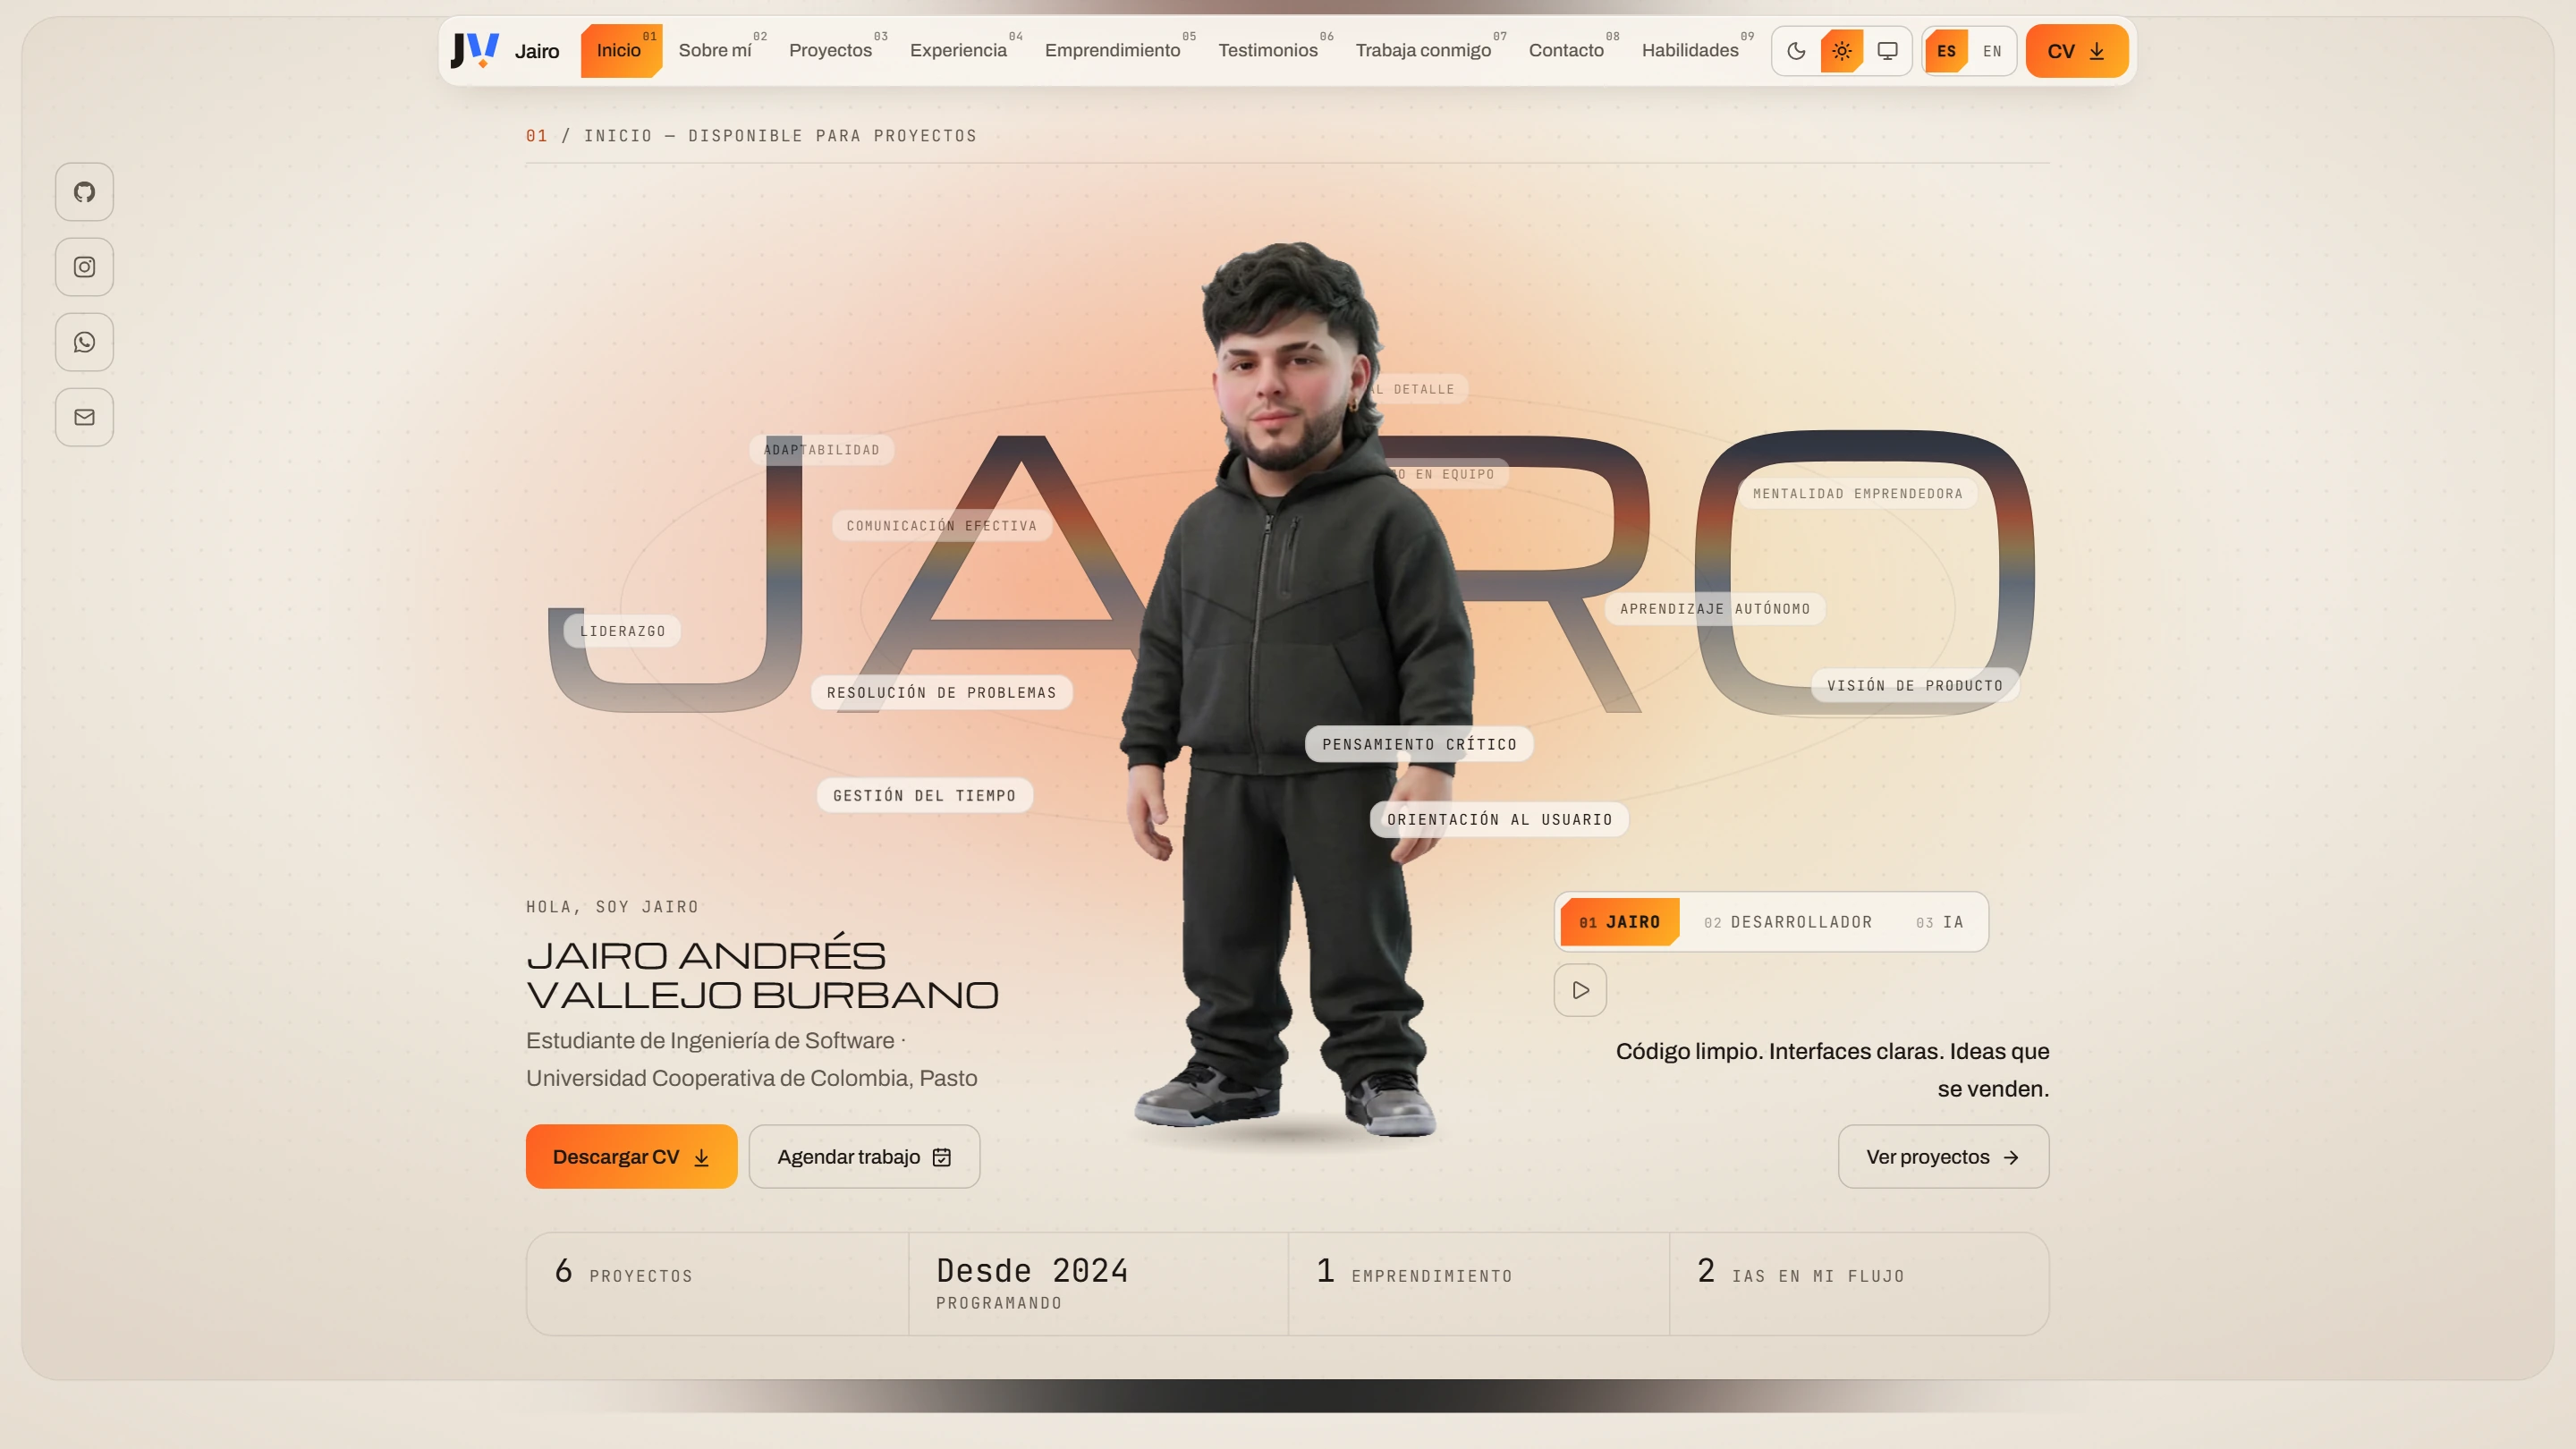 JV Jairo
Inicio 01
Sobre mí 02
Proyectos 03
Experiencia 04
Emprendimiento 05
Testimonios 06
Trabaja conmigo 07
Contacto 08
Habilidades 09
ES EN
CV
01 / INICIO — DISPONIBLE PARA PROYECTOS
AL DETALLE
ADAPTABILIDAD
EN EQUIPO
MENTALIDAD EMPRENDEDORA
COMUNICACIÓN EFECTIVA
JAIRO
APRENDIZAJE AUTÓNOMO
LIDERAZGO
VISIÓN DE PRODUCTO
RESOLUCIÓN DE PROBLEMAS
PENSAMIENTO CRÍTICO
GESTIÓN DEL TIEMPO
ORIENTACIÓN AL USUARIO
HOLA, SOY JAIRO
JAIRO ANDRÉS
VALLEJO BURBANO
Estudiante de Ingeniería de Software ·
Universidad Cooperativa de Colombia, Pasto
Descargar CV
Agendar trabajo
01 JAIRO 02 DESARROLLADOR 03 IA
Código limpio. Interfaces claras. Ideas que
se venden.
Ver proyectos
6 PROYECTOS
Desde 2024
PROGRAMANDO
1 EMPRENDIMIENTO
2 IAS EN MI FLUJO